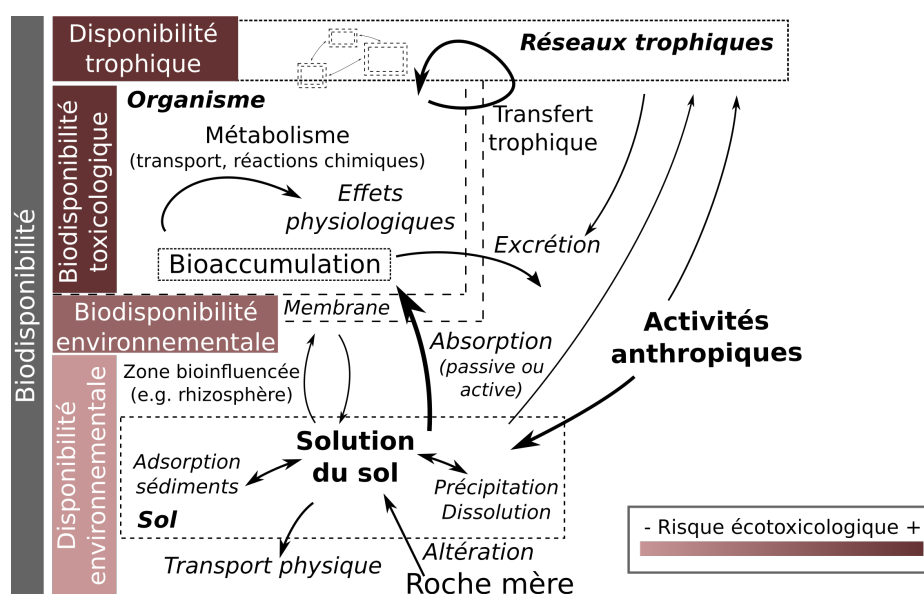 Biodisponibilité
Disponibilité
trophique
Réseaux trophiques
Biodisponibilité
toxicologique
Organisme
Métabolisme
(transport, réactions chimiques)
Effets
physiologiques
Bioaccumulation
Transfert
trophique
Excrétion
Biodisponibilité
environnementale
Membrane
Absorption
(passive ou
active)
Activités
anthropiques
Disponibilité
environnementale
Zone bioinfluencée
(e.g. rhizosphère)
Solution
du sol
Adsorption
sédiments
Précipitation
Dissolution
Sol
Transport physique
Altération
Roche mère
- Risque écotoxicologique +